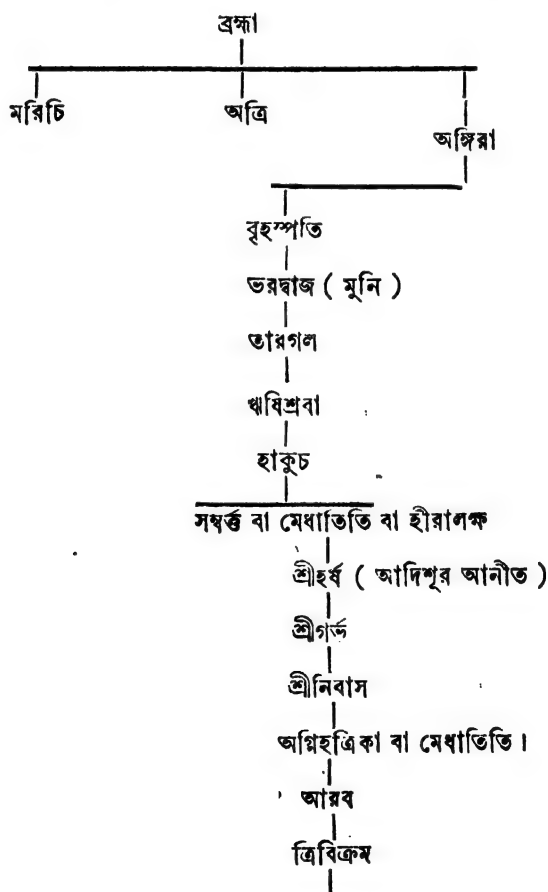 ব্রহ্মা
মরিচি অত্রি অঙ্গিরা
বৃহস্পতি
ভরদ্বাজ ( মুনি )
তারগল
ঋষিশ্রবা
হাকুচ
সম্বর্ত্ত বা মেধাতিতি বা হীরালক্ষ
শ্রীহর্ষ ( আদিশূর আনীত )
শ্রীগর্ভ
শ্রীনিবাস
অগ্নিহত্রিকা বা মেধাতিতি।
আরব
ত্রিবিক্রম